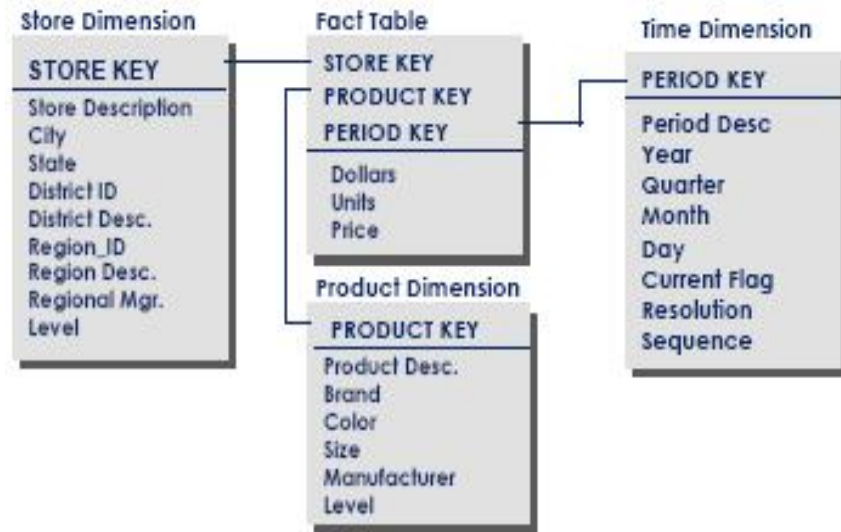 Store Dimension
STORE KEY
Store Description
City
State
District ID
District Desc.
Region_ID
Region Desc.
Regional Mgr.
Level
Fact Table
STORE KEY
PRODUCT KEY
PERIOD KEY
Dollars
Units
Price
Product Dimension
PRODUCT KEY
Product Desc.
Brand
Color
Size
Manufacturer
Level
Time Dimension
PERIOD KEY
Period Desc
Year
Quarter
Month
Day
Current Flag
Resolution
Sequence